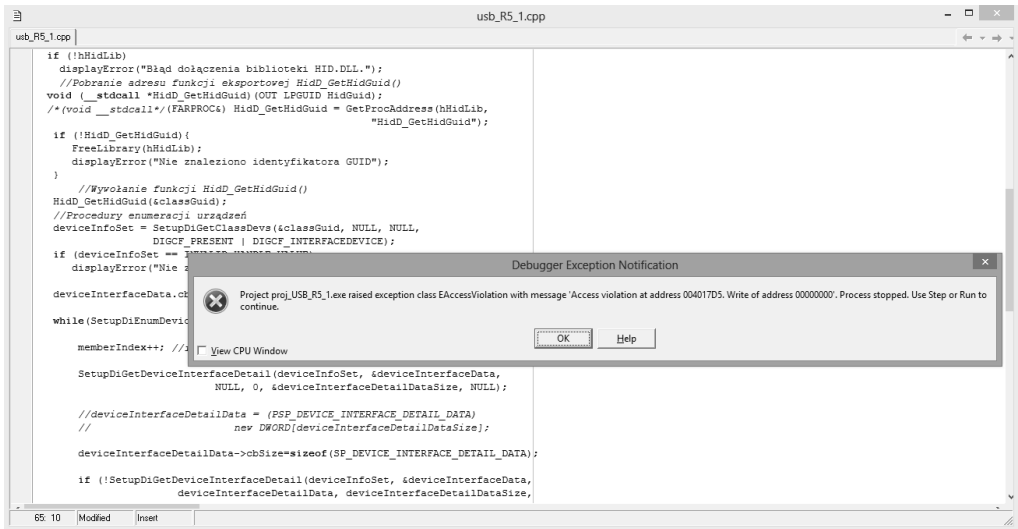 usb_R5_1.cpp
usb_R5_1.cpp
if (!hHidLib)
displayError("Błąd dołączenia biblioteki HID.DLL.");
//Pobranie adresu funkcji eksportowej HidD_GetHidGuid()
void (__stdcall *HidD_GetHidGuid)(OUT LPGUID HidGuid);
/*(void __stdcall*/(FARPROC&) HidD_GetHidGuid = GetProcAddress(hHidLib,
"HidD_GetHidGuid");
if (!HidD_GetHidGuid){
FreeLibrary(hHidLib);
displayError("Nie znaleziono identyfikatora GUID");
}
//Wywołanie funkcji HidD_GetHidGuid()
HidD_GetHidGuid(&classGuid);
//Procedury enumeracji urządzeń
deviceInfoSet = SetupDiGetClassDevs(&classGuid, NULL, NULL,
DIGCF_PRESENT | DIGCF_INTERFACEDEVICE);
if (deviceInfoSet == INVALID_HANDLE_VALUE)
displayError("Nie
deviceInterfaceData.cb
while(SetupDiEnumDevic
Debugger Exception Notification
Project proj_USB_R5_1.exe raised exception class EAccessViolation with message 'Access violation at address 004017D5. Write of address 00000000'. Process stopped. Use Step or Run to
continue.
OK Help
View CPU Window
memberIndex++; //
SetupDiGetDeviceInterfaceDetail(deviceInfoSet, &deviceInterfaceData,
NULL, 0, &deviceInterfaceDetailDataSize, NULL);
//deviceInterfaceDetailData = (PSP_DEVICE_INTERFACE_DETAIL_DATA)
// new DWORD[deviceInterfaceDetailDataSize];
deviceInterfaceDetailData->cbSize=sizeof(SP_DEVICE_INTERFACE_DETAIL_DATA);
if (!SetupDiGetDeviceInterfaceDetail(deviceInfoSet, &deviceInterfaceData,
deviceInterfaceDetailData, deviceInterfaceDetailDataSize,
65: 10 Modified Insert